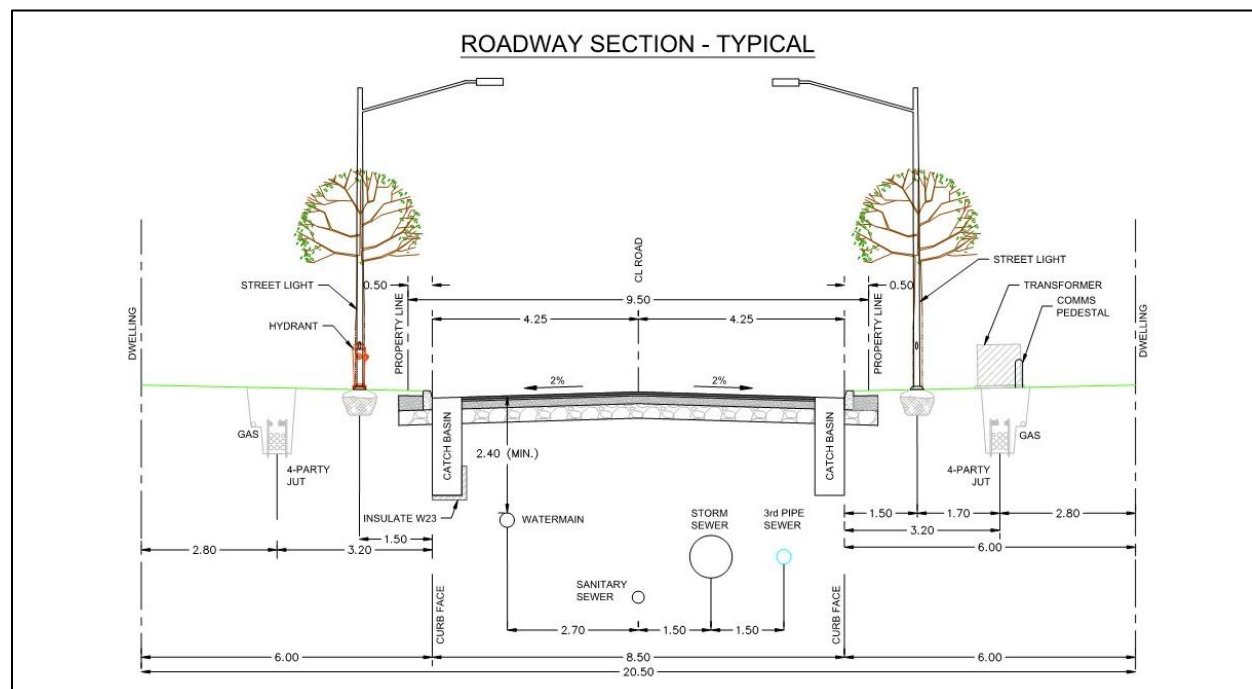 ROADWAY SECTION - TYPICAL
CL ROAD
STREET LIGHT
0.50
9.50
0.50
STREET LIGHT
TRANSFORMER
COMMS
PEDESTAL
HYDRANT
PROPERTY LINE
4.25
4.25
PROPERTY LINE
DWELLING
DWELLING
2%
2%
GAS
CATCH BASIN
2.40 (MIN.)
CATCH BASIN
GAS
4-PARTY
JUT
4-PARTY
JUT
INSULATE W23
WATERMAIN
STORM
SEWER
3rd PIPE
SEWER
1.50
1.70
2.80
1.50
3.20
2.80
3.20
6.00
SANITARY
SEWER
CURB FACE
CURB FACE
2.70
1.50
1.50
6.00
8.50
6.00
20.50